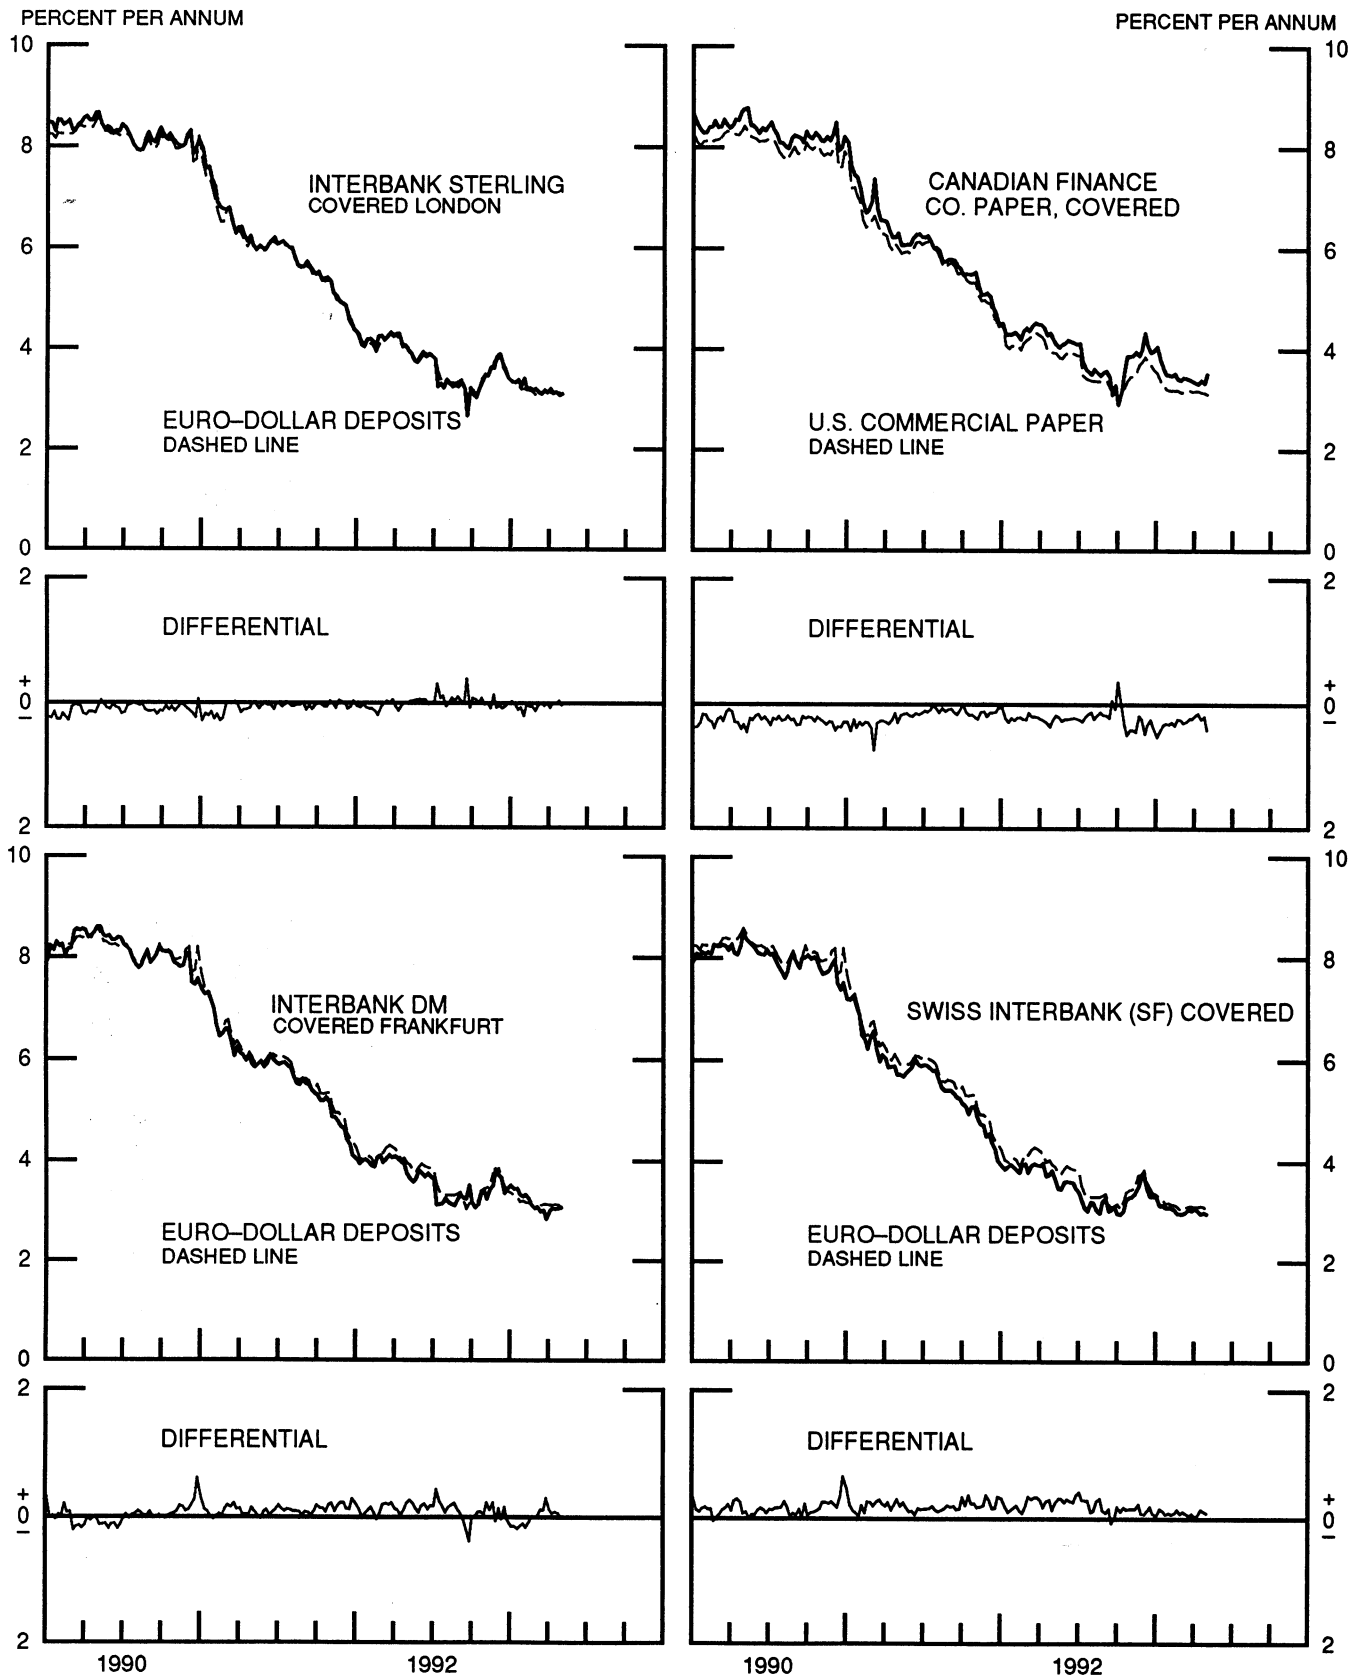 PERCENT PER ANNUM
PERCENT PER ANNUM
10
8
6
4
2
0
INTERBANK STERLING
COVERED LONDON
EURO–DOLLAR DEPOSITS
DASHED LINE
CANADIAN FINANCE
CO. PAPER, COVERED
U.S. COMMERCIAL PAPER
DASHED LINE
10
8
6
4
2
0
2
+
0
–
2
DIFFERENTIAL
DIFFERENTIAL
2
+
0
–
2
10
8
6
4
2
0
INTERBANK DM
COVERED FRANKFURT
EURO–DOLLAR DEPOSITS
DASHED LINE
SWISS INTERBANK (SF) COVERED
EURO–DOLLAR DEPOSITS
DASHED LINE
10
8
6
4
2
0
2
+
0
–
2
DIFFERENTIAL
DIFFERENTIAL
2
+
0
–
2
1990
1992
1990
1992